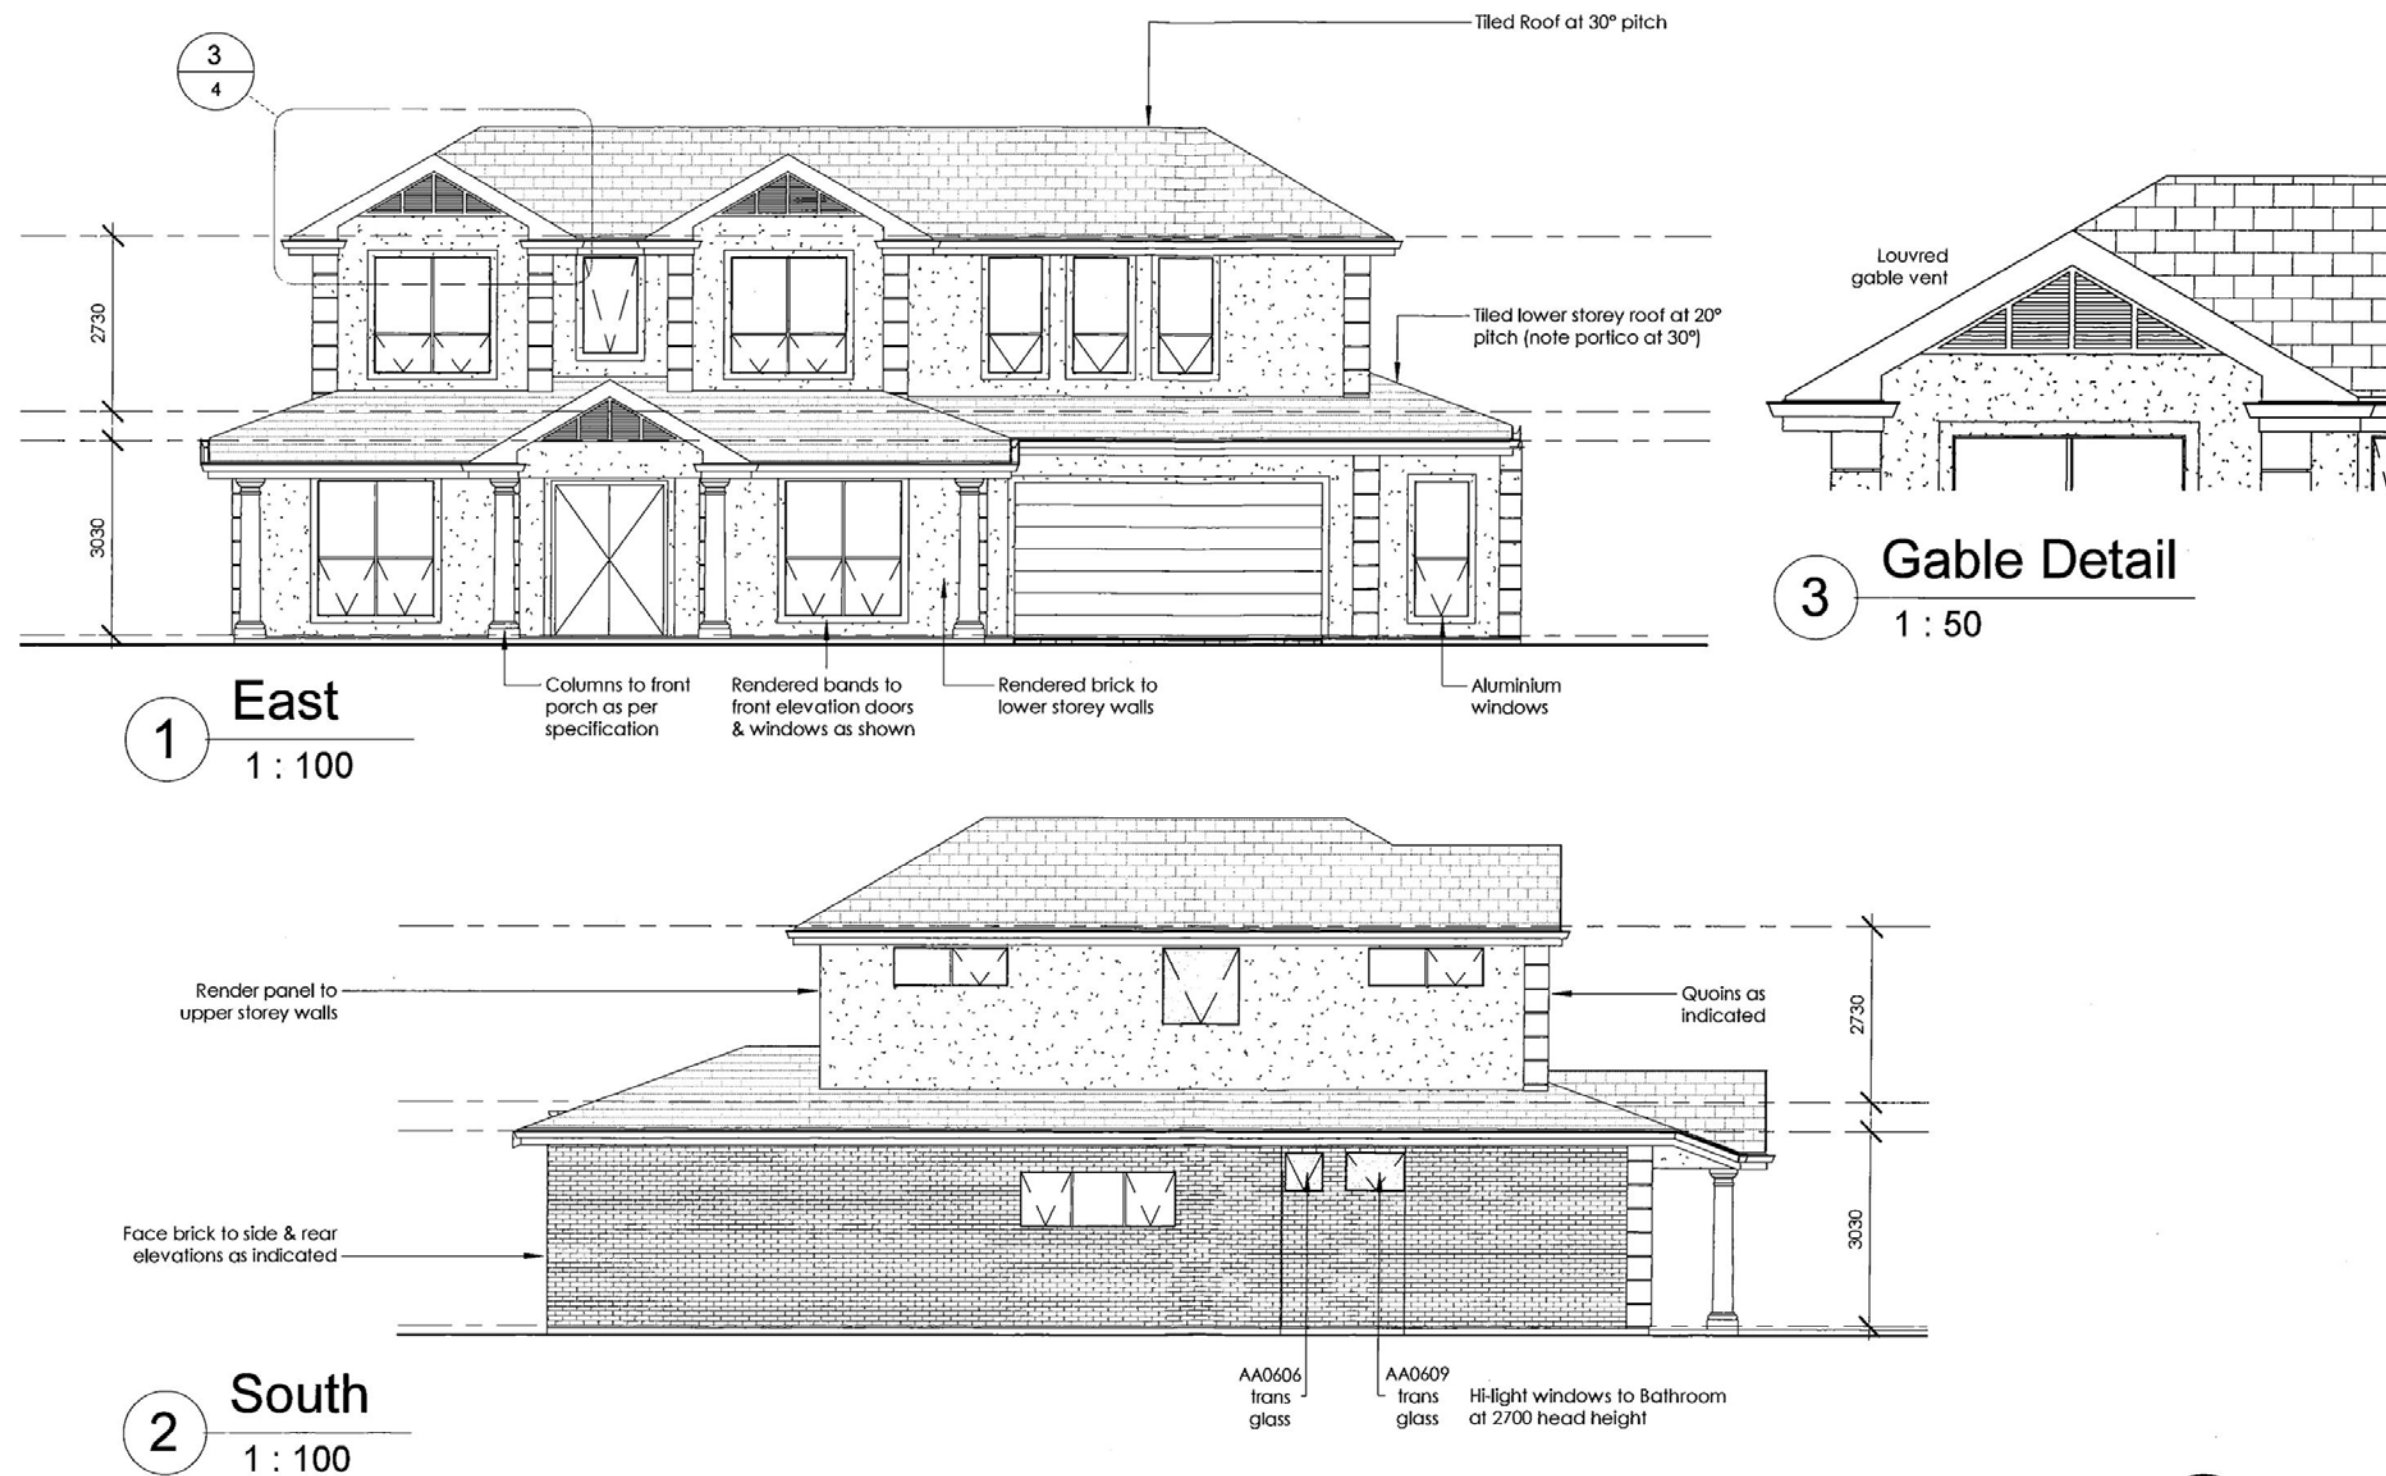 3
4
Tiled Roof at 30° pitch
2730
3030
Tiled lower storey roof at 20°
pitch (note portico at 30°)
Louvred
gable vent
3
Gable Detail
1 : 50
Columns to front
porch as per
specification
Rendered bands to
front elevation doors
& windows as shown
Rendered brick to
lower storey walls
Aluminium
windows
1
East
1 : 100
Render panel to
upper storey walls
Quoins as
indicated
2730
3030
Face brick to side & rear
elevations as indicated
AA0606
trans
glass
AA0609
trans
glass
Hi-light windows to Bathroom
at 2700 head height
2
South
1 : 100